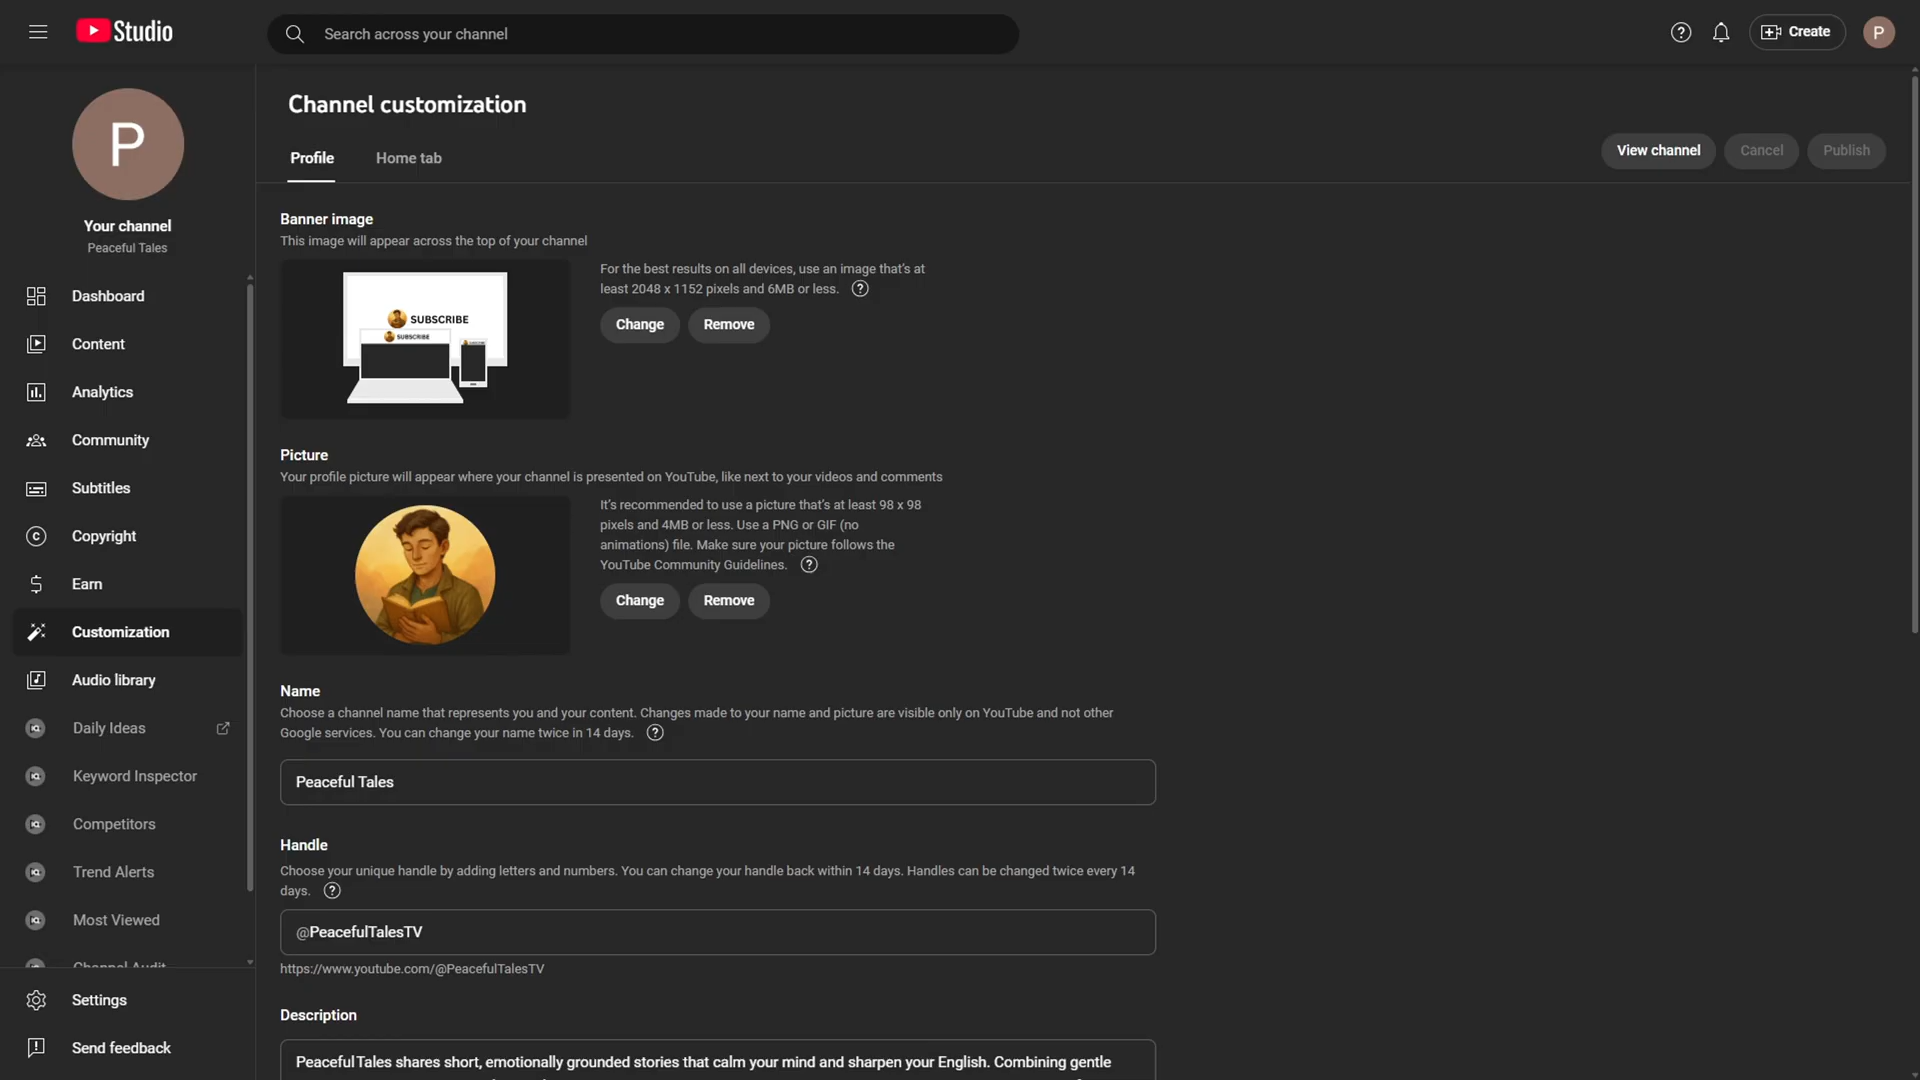 Studio
Search across your channel
Create
P
P
Your channel
Peaceful Tales
Dashboard
Content
Analytics
Community
Subtitles
Copyright
Earn
Customization
Audio library
Daily Ideas
Keyword Inspector
Competitors
Trend Alerts
Most Viewed
Channel Audit
Settings
Send feedback
Channel customization
Profile
Home tab
View channel
Cancel
Publish
Banner image
This image will appear across the top of your channel
SUBSCRIBE
SUBSCRIBE
For the best results on all devices, use an image that's at
least 2048 x 1152 pixels and 6MB or less.
Change
Remove
Picture
Your profile picture will appear where your channel is presented on YouTube, like next to your videos and comments
It's recommended to use a picture that's at least 98 x 98
pixels and 4MB or less. Use a PNG or GIF (no
animations) file. Make sure your picture follows the
YouTube Community Guidelines.
Change
Remove
Name
Choose a channel name that represents you and your content. Changes made to your name and picture are visible only on YouTube and not other
Google services. You can change your name twice in 14 days.
Peaceful Tales
Handle
Choose your unique handle by adding letters and numbers. You can change your handle back within 14 days. Handles can be changed twice every 14
days.
@PeacefulTalesTV
https://www.youtube.com/@PeacefulTalesTV
Description
PeacefulTales shares short, emotionally grounded stories that calm your mind and sharpen your English. Combining gentle